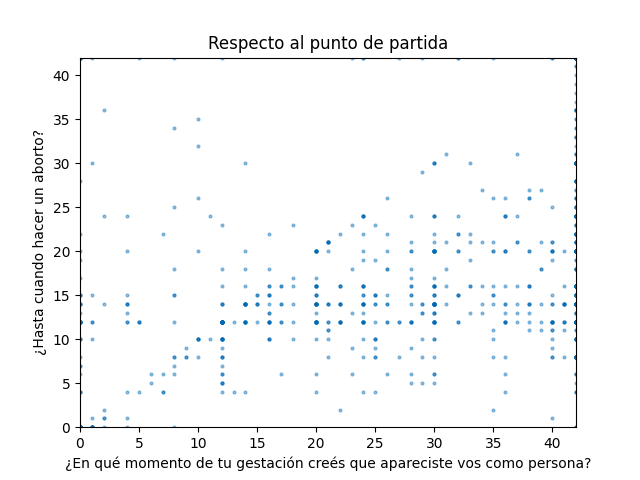 Respecto al punto de partida
¿Hasta cuando hacer un aborto?
40
35
30
25
20
15
10
5
0
0 5 10 15 20 25 30 35 40
¿En qué momento de tu gestación creés que apareciste vos como persona?